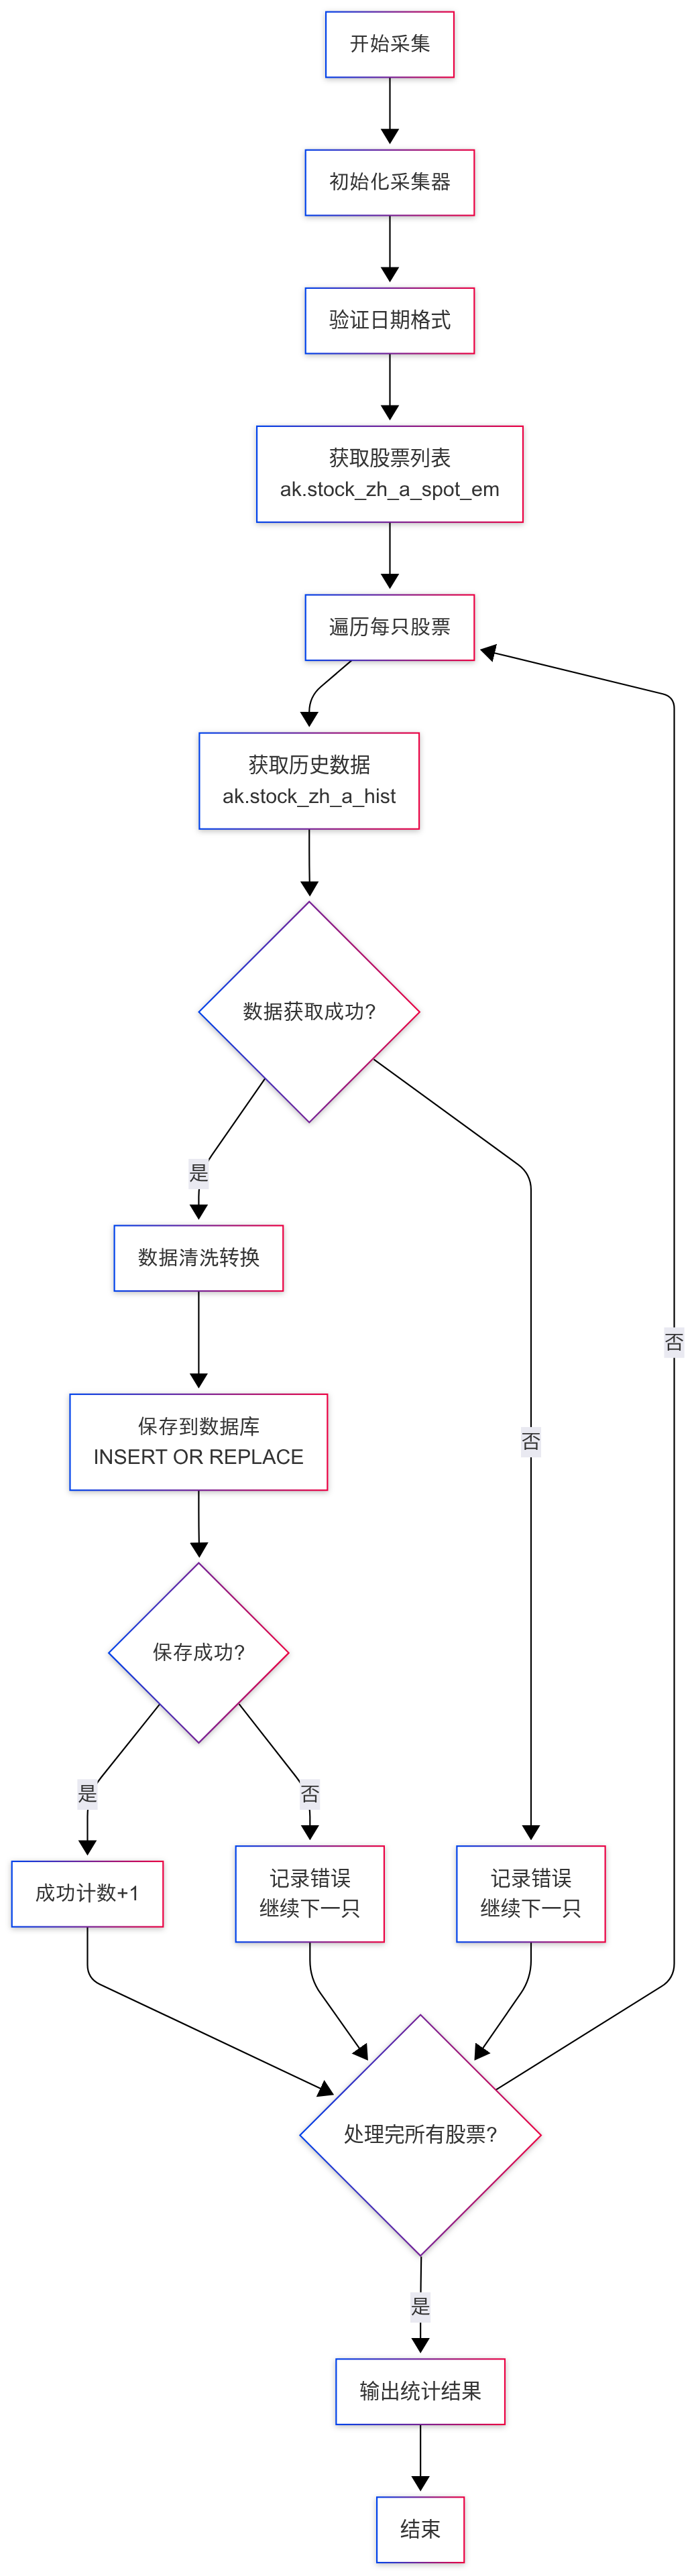 开始采集
初始化采集器
验证日期格式
获取股票列表
ak.stock_zh_a_spot_em
遍历每只股票
获取历史数据
ak.stock_zh_a_hist
数据获取成功?
是
数据清洗转换
否
保存到数据库
INSERT OR REPLACE
否
保存成功?
是
否
成功计数+1
记录错误
继续下一只
记录错误
继续下一只
处理完所有股票?
是
输出统计结果
结束